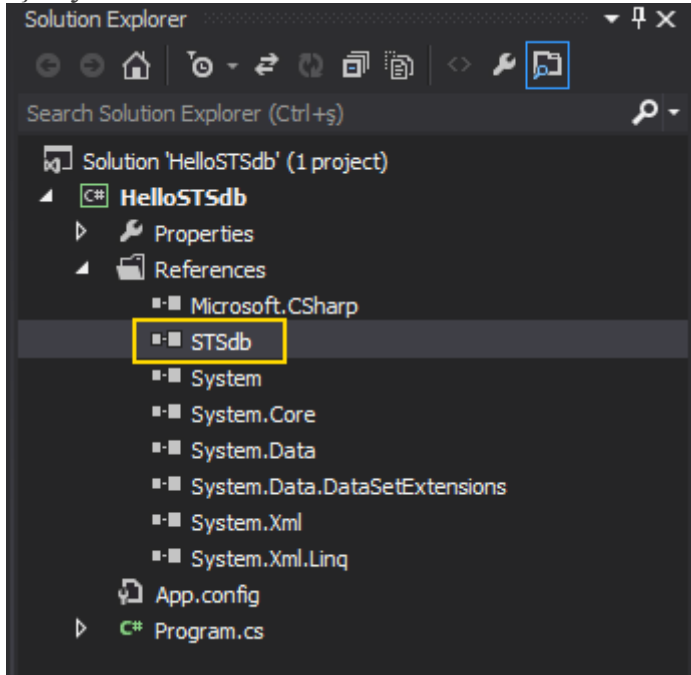 Solution Explorer
Search Solution Explorer (Ctrl+ş)
Solution 'HelloSTSdb' (1 project)
C# HelloSTSdb
Properties
References
Microsoft.CSharp
STSdb
System
System.Core
System.Data
System.Data.DataSetExtensions
System.Xml
System.Xml.Linq
App.config
C# Program.cs